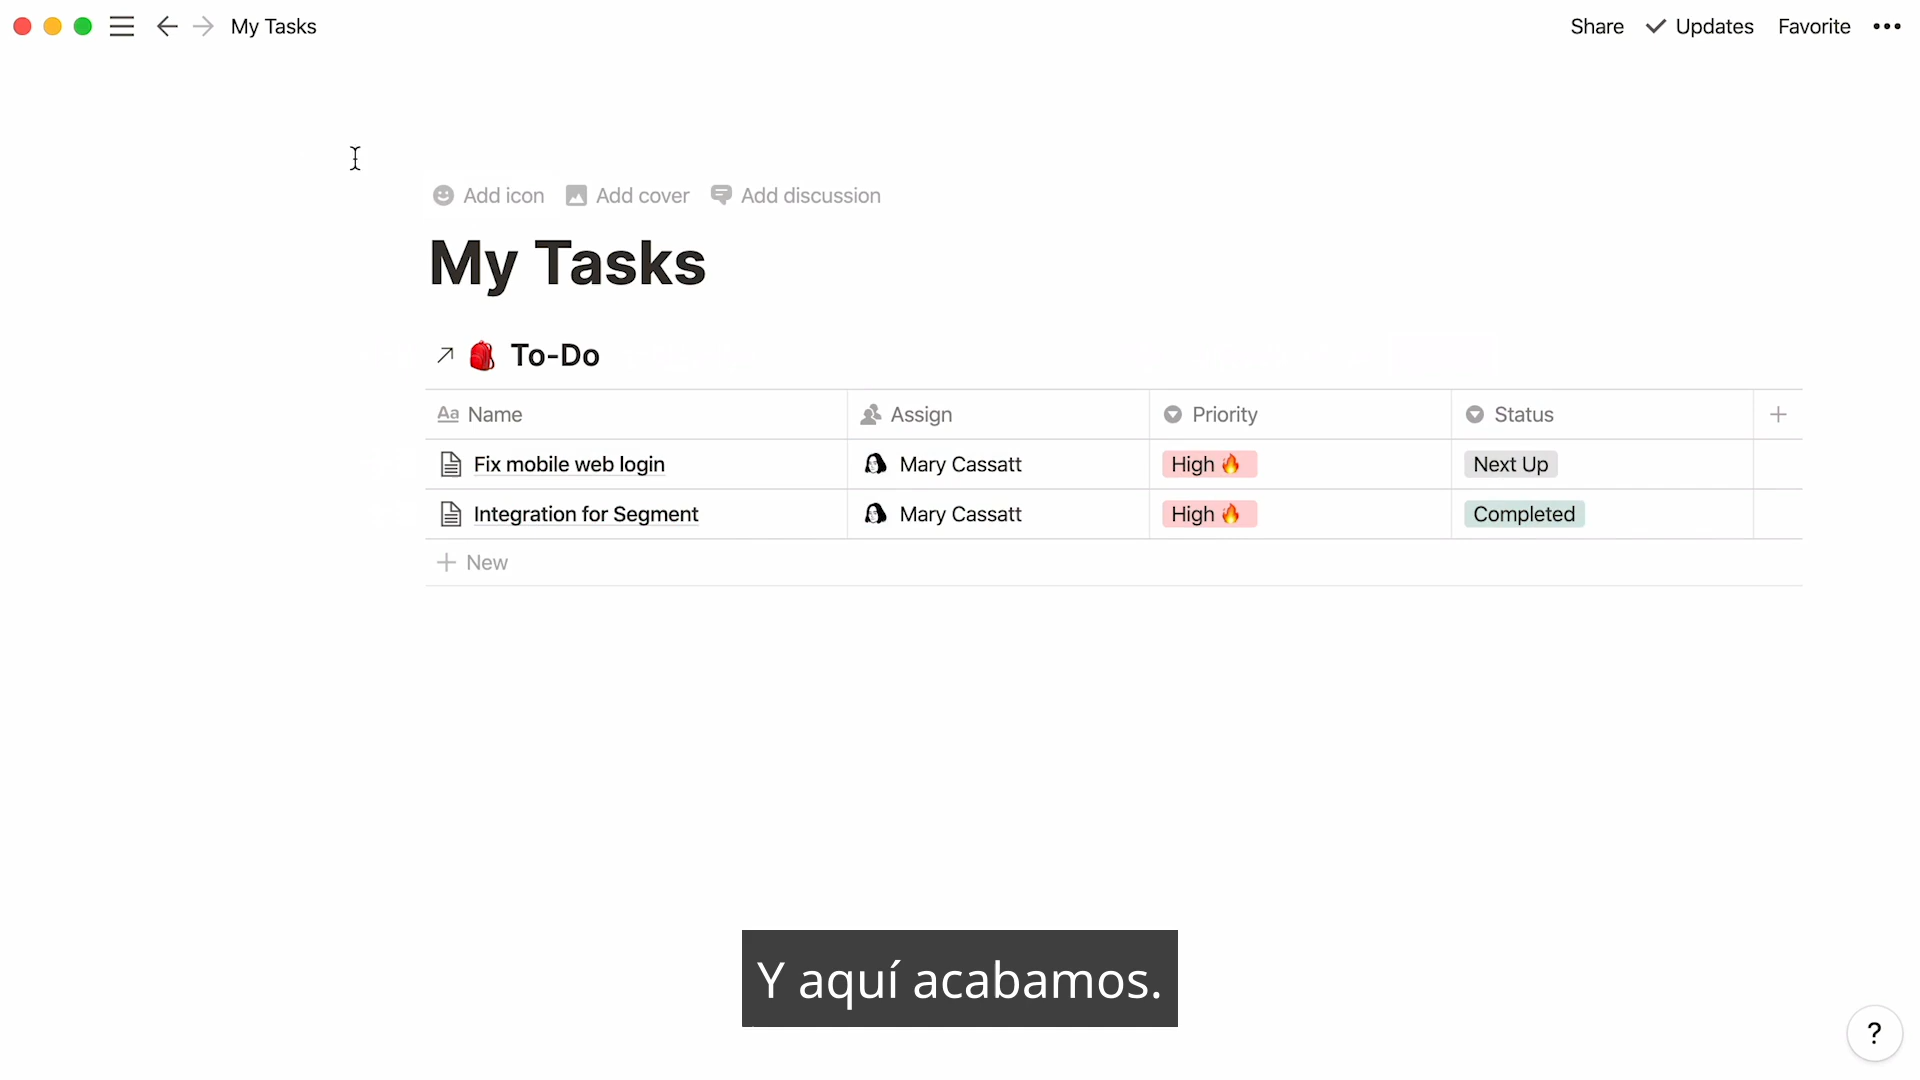 My Tasks
Share
Updates
Favorite
Add icon
Add cover
Add discussion
My Tasks
To-Do
Aa Name
Assign
Priority
Status
Fix mobile web login
Mary Cassatt
High 🔥
Next Up
Integration for Segment
Mary Cassatt
High 🔥
Completed
New
Y aquí acabamos.
?